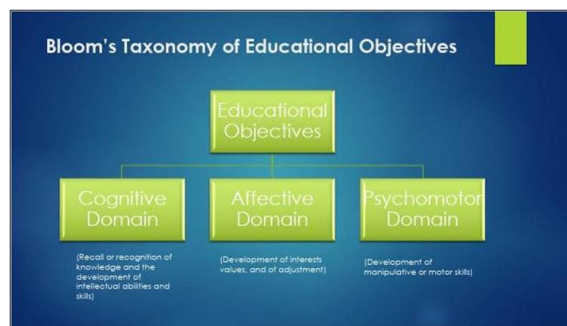 Bloom's Taxonomy of Educational Objectives
Educational
Objectives
Cognitive
Domain
Affective
Domain
Psychomotor
Domain
(Recall or recognition of
knowledge and the
development of
intellectual abilities and
skills)
(Development of interests
values, and of adjustment)
(Development of
manipulative or motor skills)